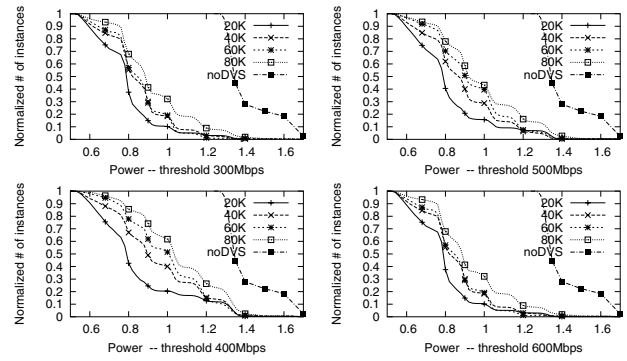 Normalized # of instances
1
0.9
0.8
0.7
0.6
0.5
0.4
0.3
0.2
0.1
0
0.6 0.8 1 1.2 1.4 1.6
Power -- threshold 300Mbps
20K
40K
60K
80K
noDVS
Normalized # of instances
1
0.9
0.8
0.7
0.6
0.5
0.4
0.3
0.2
0.1
0
0.6 0.8 1 1.2 1.4 1.6
Power -- threshold 500Mbps
20K
40K
60K
80K
noDVS
Normalized # of instances
1
0.9
0.8
0.7
0.6
0.5
0.4
0.3
0.2
0.1
0
0.6 0.8 1 1.2 1.4 1.6
Power -- threshold 400Mbps
20K
40K
60K
80K
noDVS
Normalized # of instances
1
0.9
0.8
0.7
0.6
0.5
0.4
0.3
0.2
0.1
0
0.6 0.8 1 1.2 1.4 1.6
Power -- threshold 600Mbps
20K
40K
60K
80K
noDVS